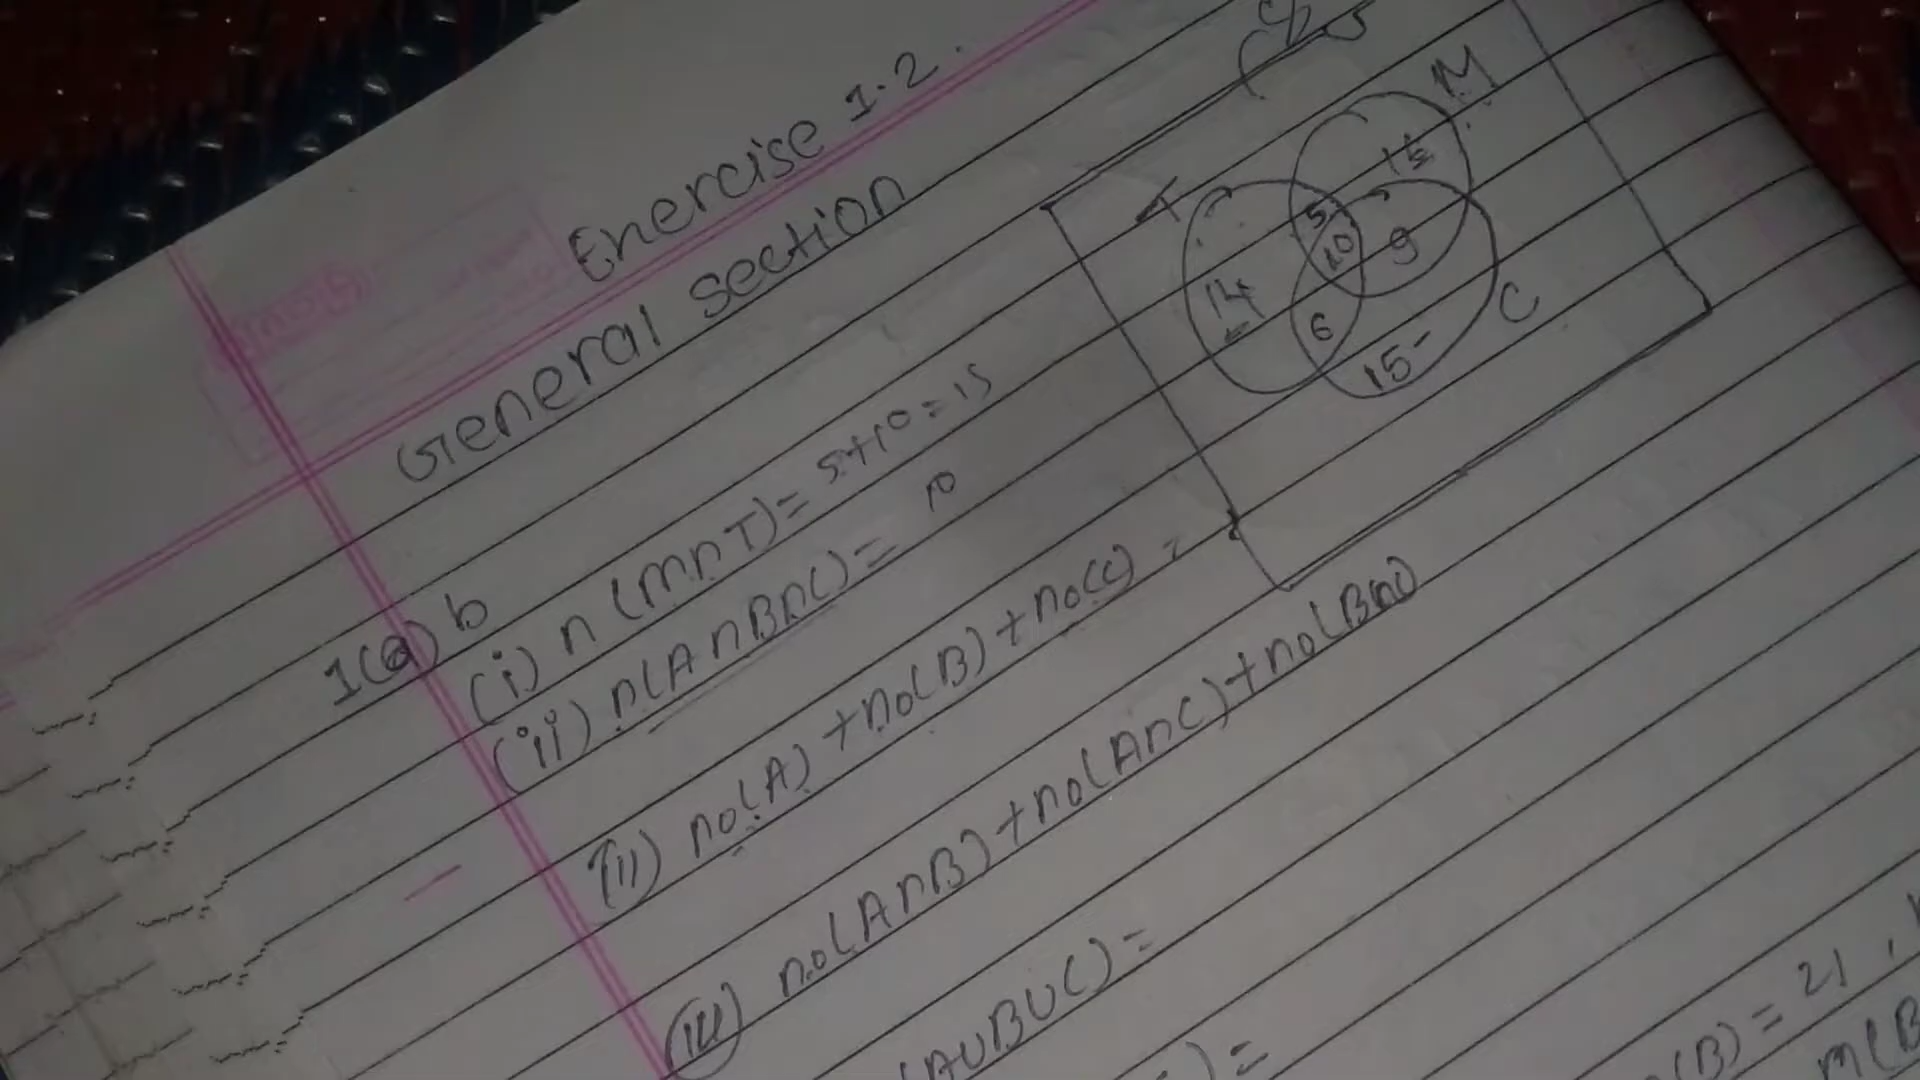 Exercise 1.2.
General section
M
T
15
5
10
9
14
6
C
15
1(a) b
(i) n(M∩T) = 5+10 = 15
(ii) n(A∩B∩C) = 10
(ii) no(A) + no(B) + no(C) =
(iv) no(A∩B) + no(A∩C) + no(B∩C)
(A∪B∪C) =
) =
(B) = 21,